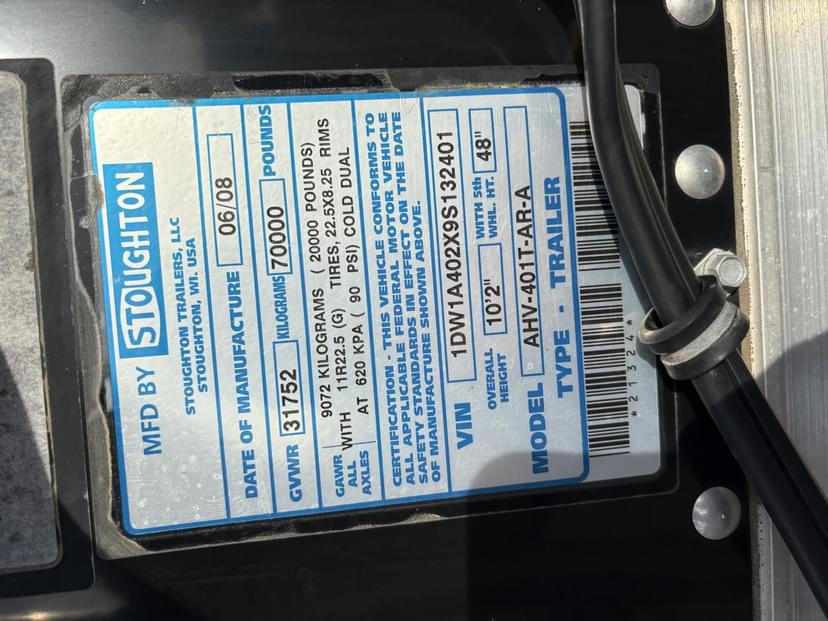 MFD BY STOUGHTON
STOUGHTON TRAILERS, LLC
STOUGHTON, WI. USA
DATE OF MANUFACTURE 06/08
GVWR 31752 KILOGRAMS 70000 POUNDS
GAWR 9072 KILOGRAMS ( 20000 POUNDS)
ALL WITH 11R22.5 (G) TIRES, 22.5X8.25 RIMS
AXLES AT 620 KPA ( 90 PSI) COLD DUAL
CERTIFICATION - THIS VEHICLE CONFORMS TO
ALL APPLICABLE FEDERAL MOTOR VEHICLE
SAFETY STANDARDS IN EFFECT ON THE DATE
OF MANUFACTURE SHOWN ABOVE.
VIN 1DW1A402X9S132401
OVERALL HEIGHT 10'2" WITH 5th WHL. HT. 48"
MODEL AHV-401T-AR-A
TYPE - TRAILER
*21324*